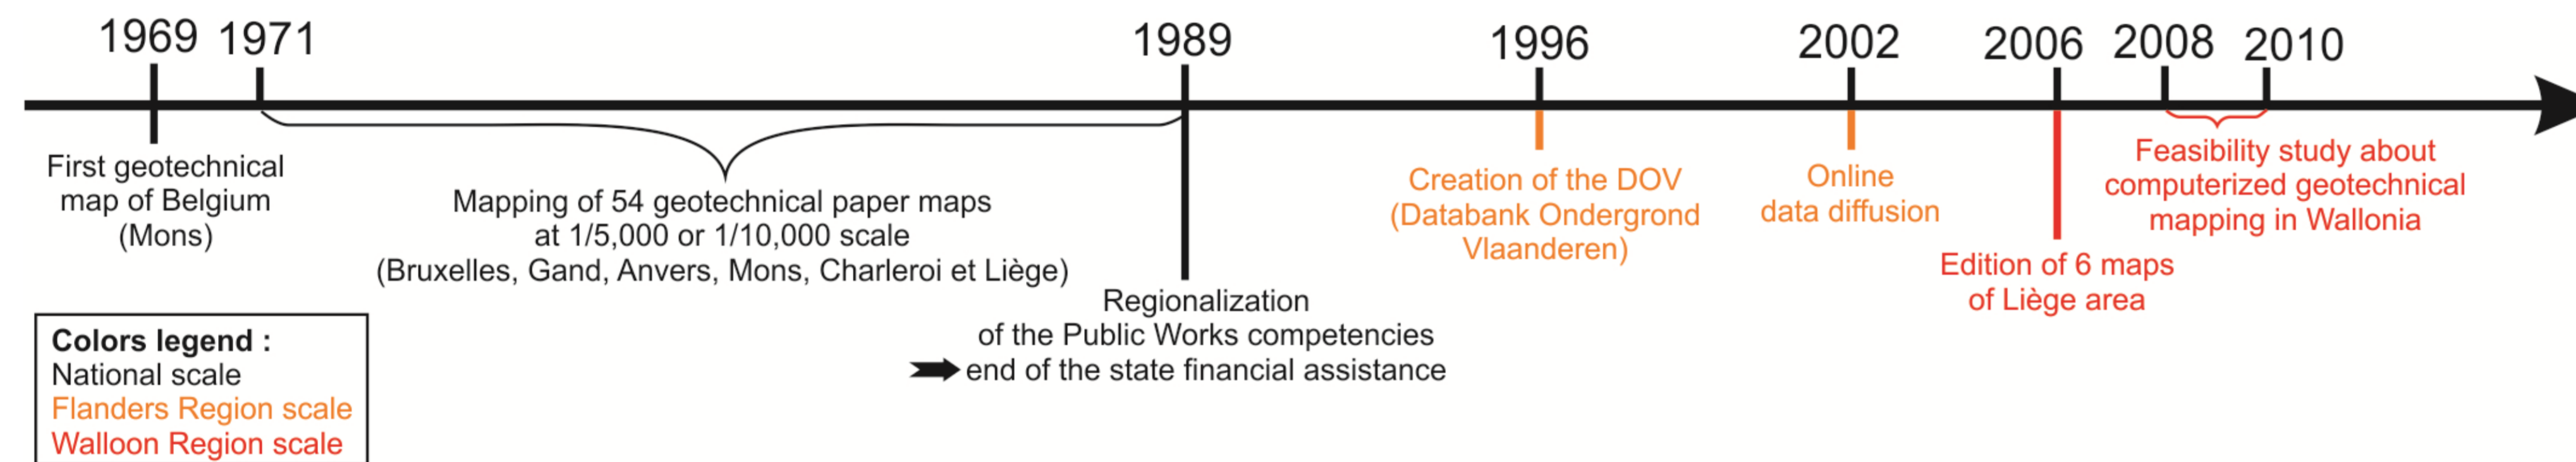 1969 1971 1989 1996 2002 2006 2008 2010
First geotechnical
map of Belgium
(Mons)
Mapping of 54 geotechnical paper maps
at 1/5,000 or 1/10,000 scale
(Bruxelles, Gand, Anvers, Mons, Charleroi et Liège)
Regionalization
of the Public Works competencies
end of the state financial assistance
Creation of the DOV
(Databank Ondergrond
Vlaanderen)
Online
data diffusion
Edition of 6 maps
of Liège area
Feasibility study about
computerized geotechnical
mapping in Wallonia
Colors legend :
National scale
Flanders Region scale
Walloon Region scale